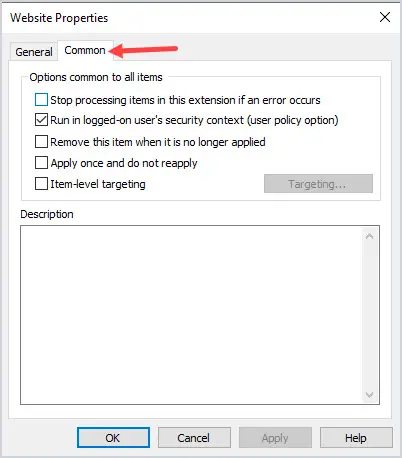 Website Properties
General Common
Options common to all items
Stop processing items in this extension if an error occurs
Run in logged-on user's security context (user policy option)
Remove this item when it is no longer applied
Apply once and do not reapply
Item-level targeting Targeting...
Description
OK Cancel Apply Help